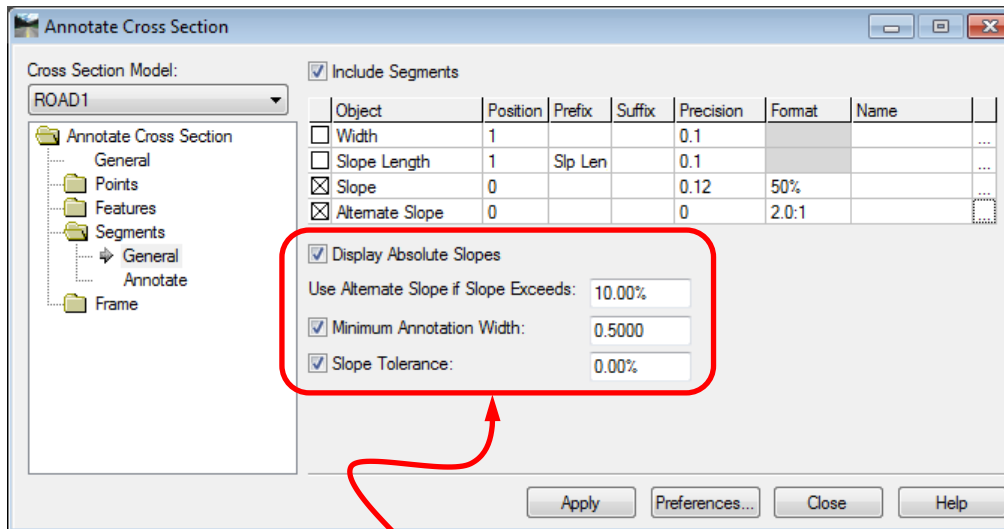 Annotate Cross Section
Cross Section Model:
ROAD1
Annotate Cross Section
General
Points
Features
Segments
General
Annotate
Frame
Include Segments
Object Position Prefix Suffix Precision Format Name
Width 1 0.1 ...
Slope Length 1 Slp Len 0.1 ...
Slope 0 0.12 50% ...
Alternate Slope 0 0 2.0:1 ...
Display Absolute Slopes
Use Alternate Slope if Slope Exceeds: 10.00%
Minimum Annotation Width: 0.5000
Slope Tolerance: 0.00%
Apply Preferences... Close Help